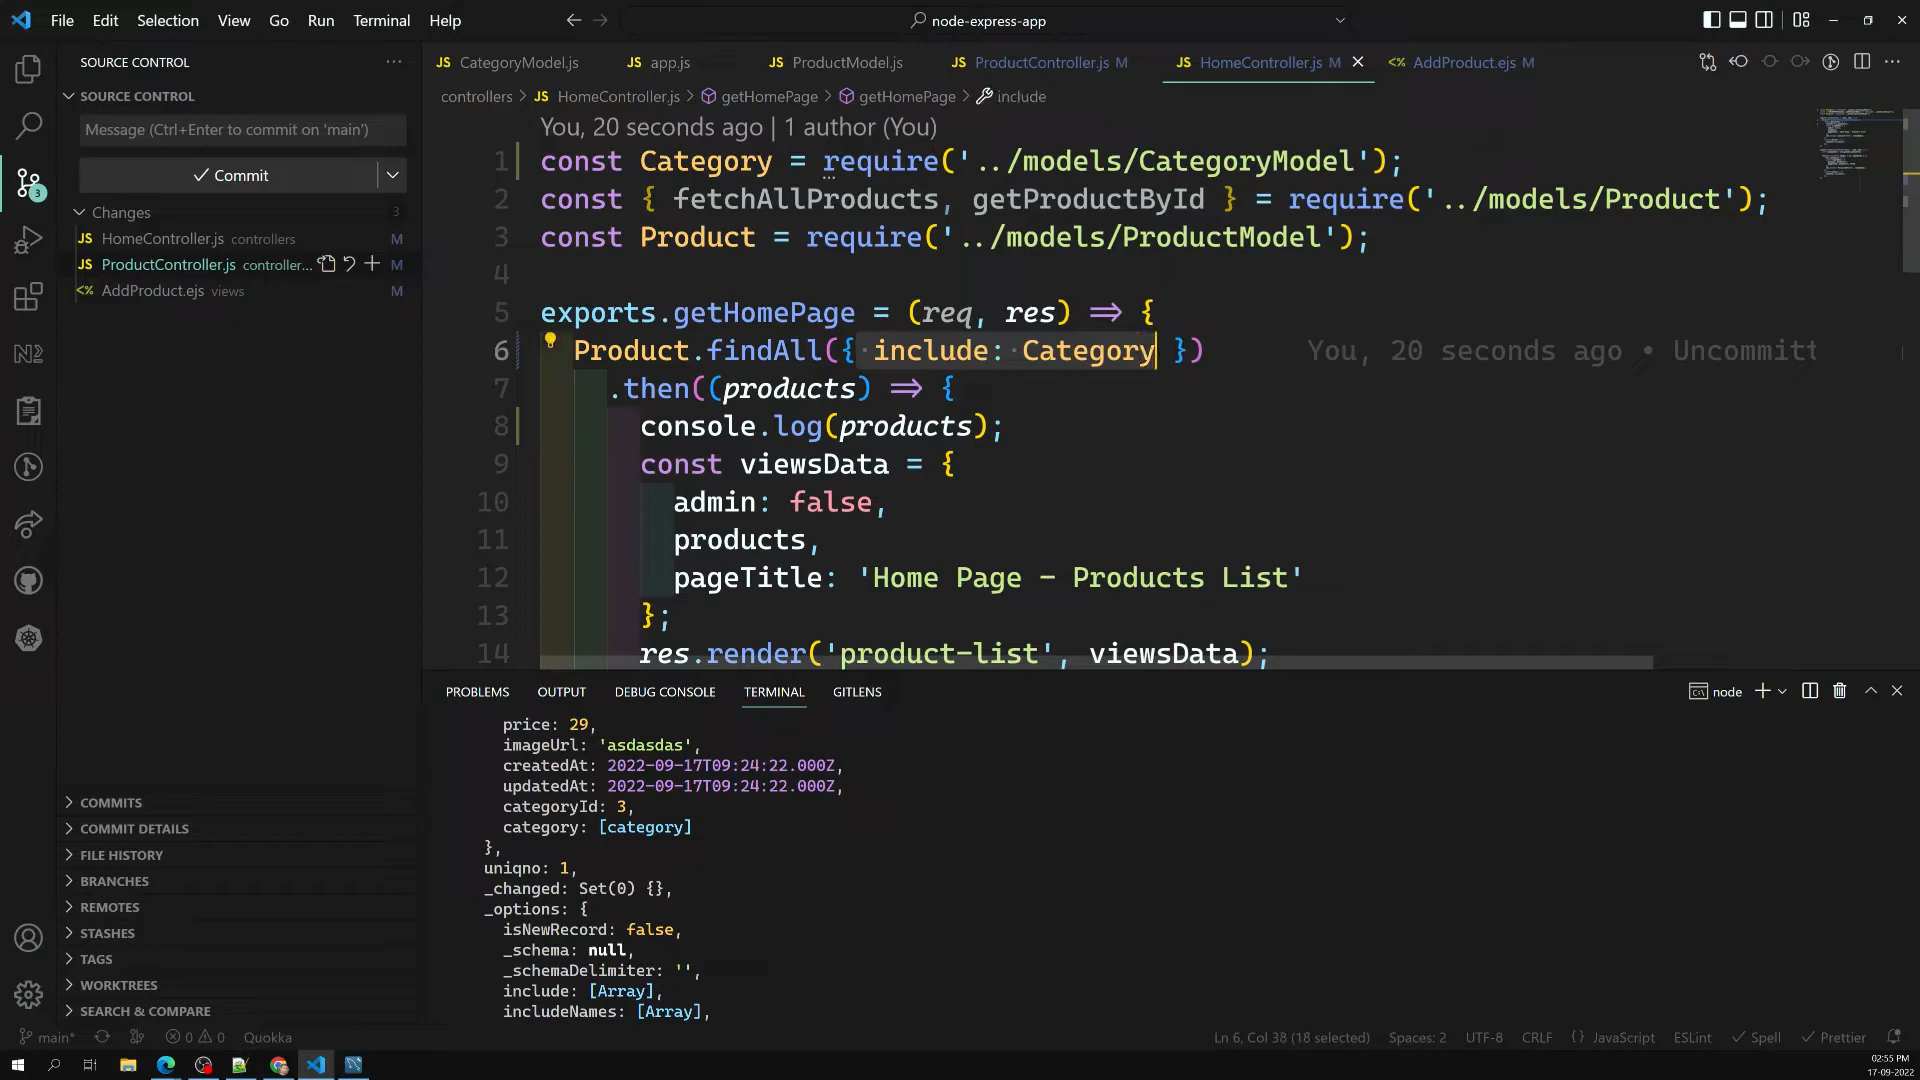 File Edit Selection View Go Run Terminal Help
node-express-app
SOURCE CONTROL
SOURCE CONTROL
Message (Ctrl+Enter to commit on 'main')
Commit
Changes 3
HomeController.js controllers M
ProductController.js controller... M
AddProduct.ejs views M
3
COMMITS
COMMIT DETAILS
FILE HISTORY
BRANCHES
REMOTES
STASHES
TAGS
WORKTREES
SEARCH & COMPARE
JS CategoryModel.js JS app.js JS ProductModel.js JS ProductController.js M JS HomeController.js M <% AddProduct.ejs M
controllers > JS HomeController.js > getHomePage > getHomePage > include
You, 20 seconds ago | 1 author (You)
1 const Category = require('../models/CategoryModel');
2 const { fetchAllProducts, getProductById } = require('../models/Product');
3 const Product = require('../models/ProductModel');
4
5 exports.getHomePage = (req, res) => {
6 Product.findAll({ include: Category }) You, 20 seconds ago • Uncommitt
7 .then((products) => {
8 console.log(products);
9 const viewsData = {
10 admin: false,
11 products,
12 pageTitle: 'Home Page - Products List'
13 };
14 res.render('product-list', viewsData);
PROBLEMS OUTPUT DEBUG CONSOLE TERMINAL GITLENS
node
price: 29,
imageUrl: 'asdasdas',
createdAt: 2022-09-17T09:24:22.000Z,
updatedAt: 2022-09-17T09:24:22.000Z,
categoryId: 3,
category: [category]
},
uniqno: 1,
_changed: Set(0) {},
_options: {
isNewRecord: false,
_schema: null,
_schemaDelimiter: '',
include: [Array],
includeNames: [Array],
main* 0 0 Quokka
Ln 6, Col 38 (18 selected) Spaces: 2 UTF-8 CRLF {} JavaScript ESLint Spell Prettier
02:55 PM
17-09-2022